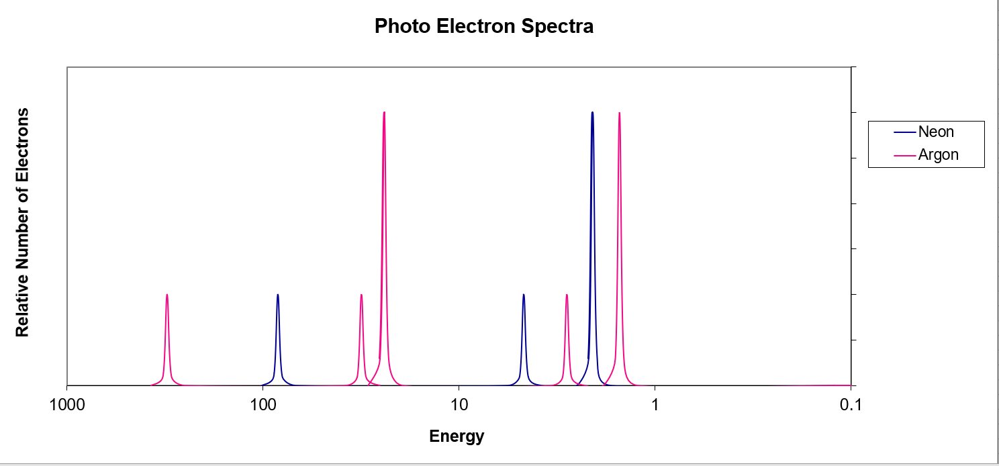 Photo Electron Spectra
Relative Number of Electrons
Neon
Argon
1000 100 10 1 0.1
Energy